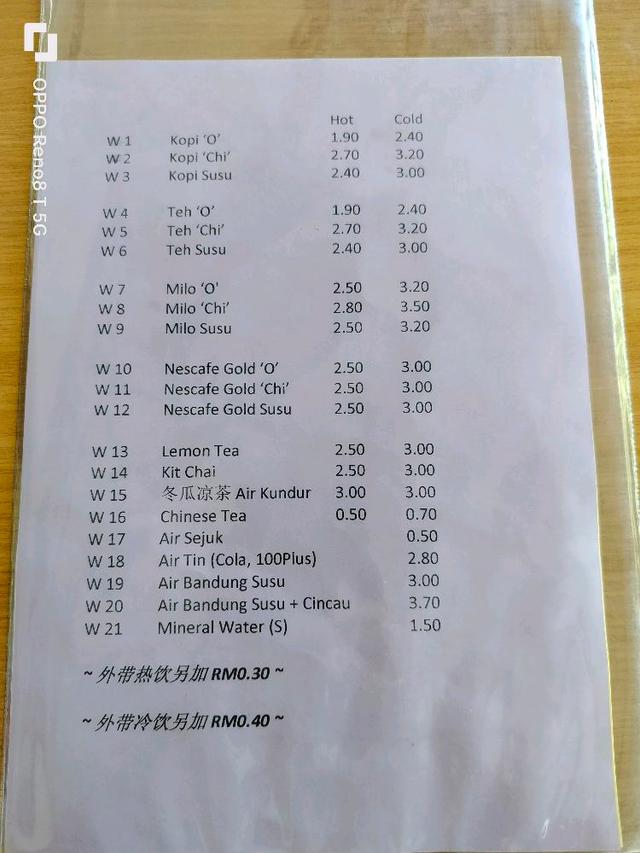 OPPO Reno8 T 5G
Hot Cold
W 1 Kopi ‘O’ 1.90 2.40
W 2 Kopi ‘Chi’ 2.70 3.20
W 3 Kopi Susu 2.40 3.00
W 4 Teh ‘O’ 1.90 2.40
W 5 Teh ‘Chi’ 2.70 3.20
W 6 Teh Susu 2.40 3.00
W 7 Milo ‘O' 2.50 3.20
W 8 Milo ‘Chi’ 2.80 3.50
W 9 Milo Susu 2.50 3.20
W 10 Nescafe Gold ‘O’ 2.50 3.00
W 11 Nescafe Gold ‘Chi’ 2.50 3.00
W 12 Nescafe Gold Susu 2.50 3.00
W 13 Lemon Tea 2.50 3.00
W 14 Kit Chai 2.50 3.00
W 15 冬瓜凉茶 Air Kundur 3.00 3.00
W 16 Chinese Tea 0.50 0.70
W 17 Air Sejuk 0.50
W 18 Air Tin (Cola, 100Plus) 2.80
W 19 Air Bandung Susu 3.00
W 20 Air Bandung Susu + Cincau 3.70
W 21 Mineral Water (S) 1.50
~ 外带热饮另加 RM0.30 ~
~ 外带冷饮另加 RM0.40 ~